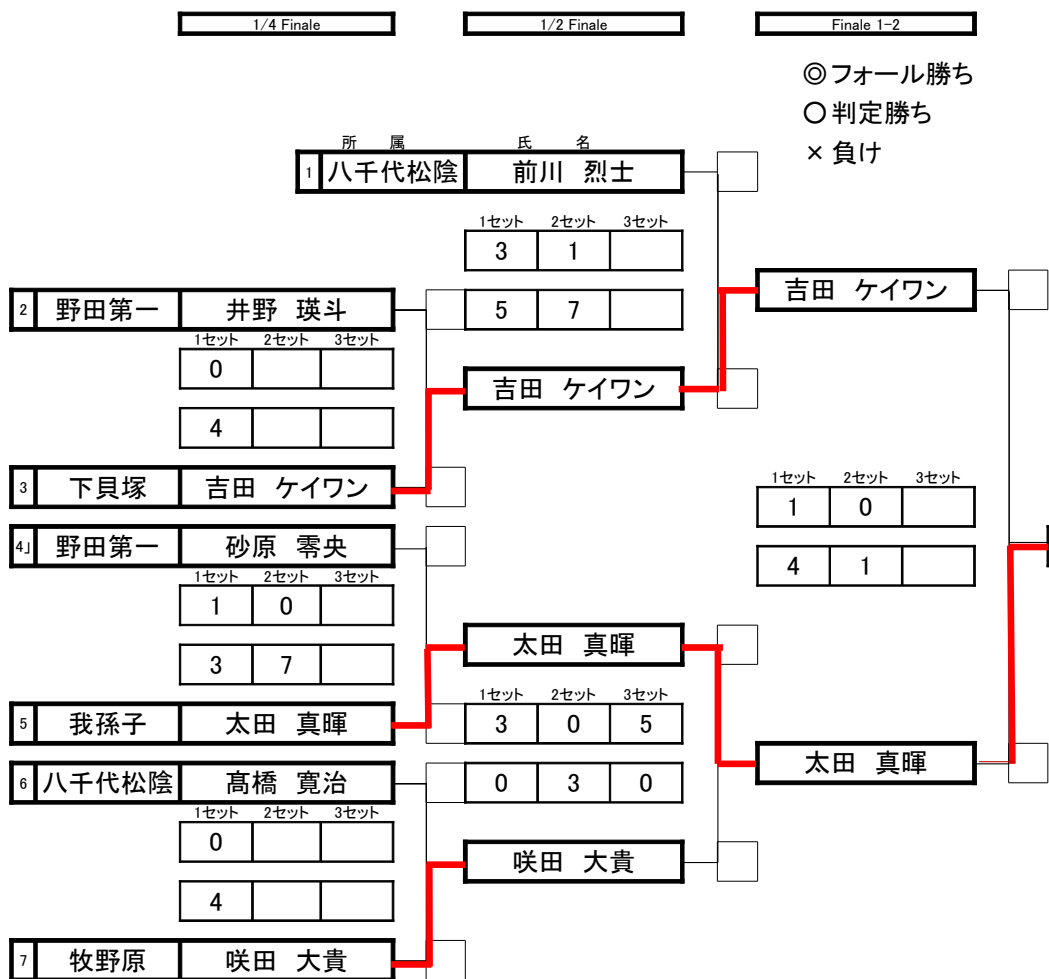 1/4 Finale 1/2 Finale Finale 1-2
◎フォール勝ち
○判定勝ち
× 負け
所 属 氏 名
1 八千代松陰 前川 烈士
1セット 2セット 3セット
3 1
5 7
吉田 ケイワン
2 野田第一 井野 瑛斗
1セット 2セット 3セット
0
4
吉田 ケイワン
3 下貝塚 吉田 ケイワン
1セット 2セット 3セット
1 0
4 1
4」 野田第一 砂原 零央
1セット 2セット 3セット
1 0
3 7
太田 真暉
5 我孫子 太田 真暉
1セット 2セット 3セット
3 0 5
0 3 0
太田 真暉
6 八千代松陰 髙橋 寛治
1セット 2セット 3セット
0
4
咲田 大貴
7 牧野原 咲田 大貴